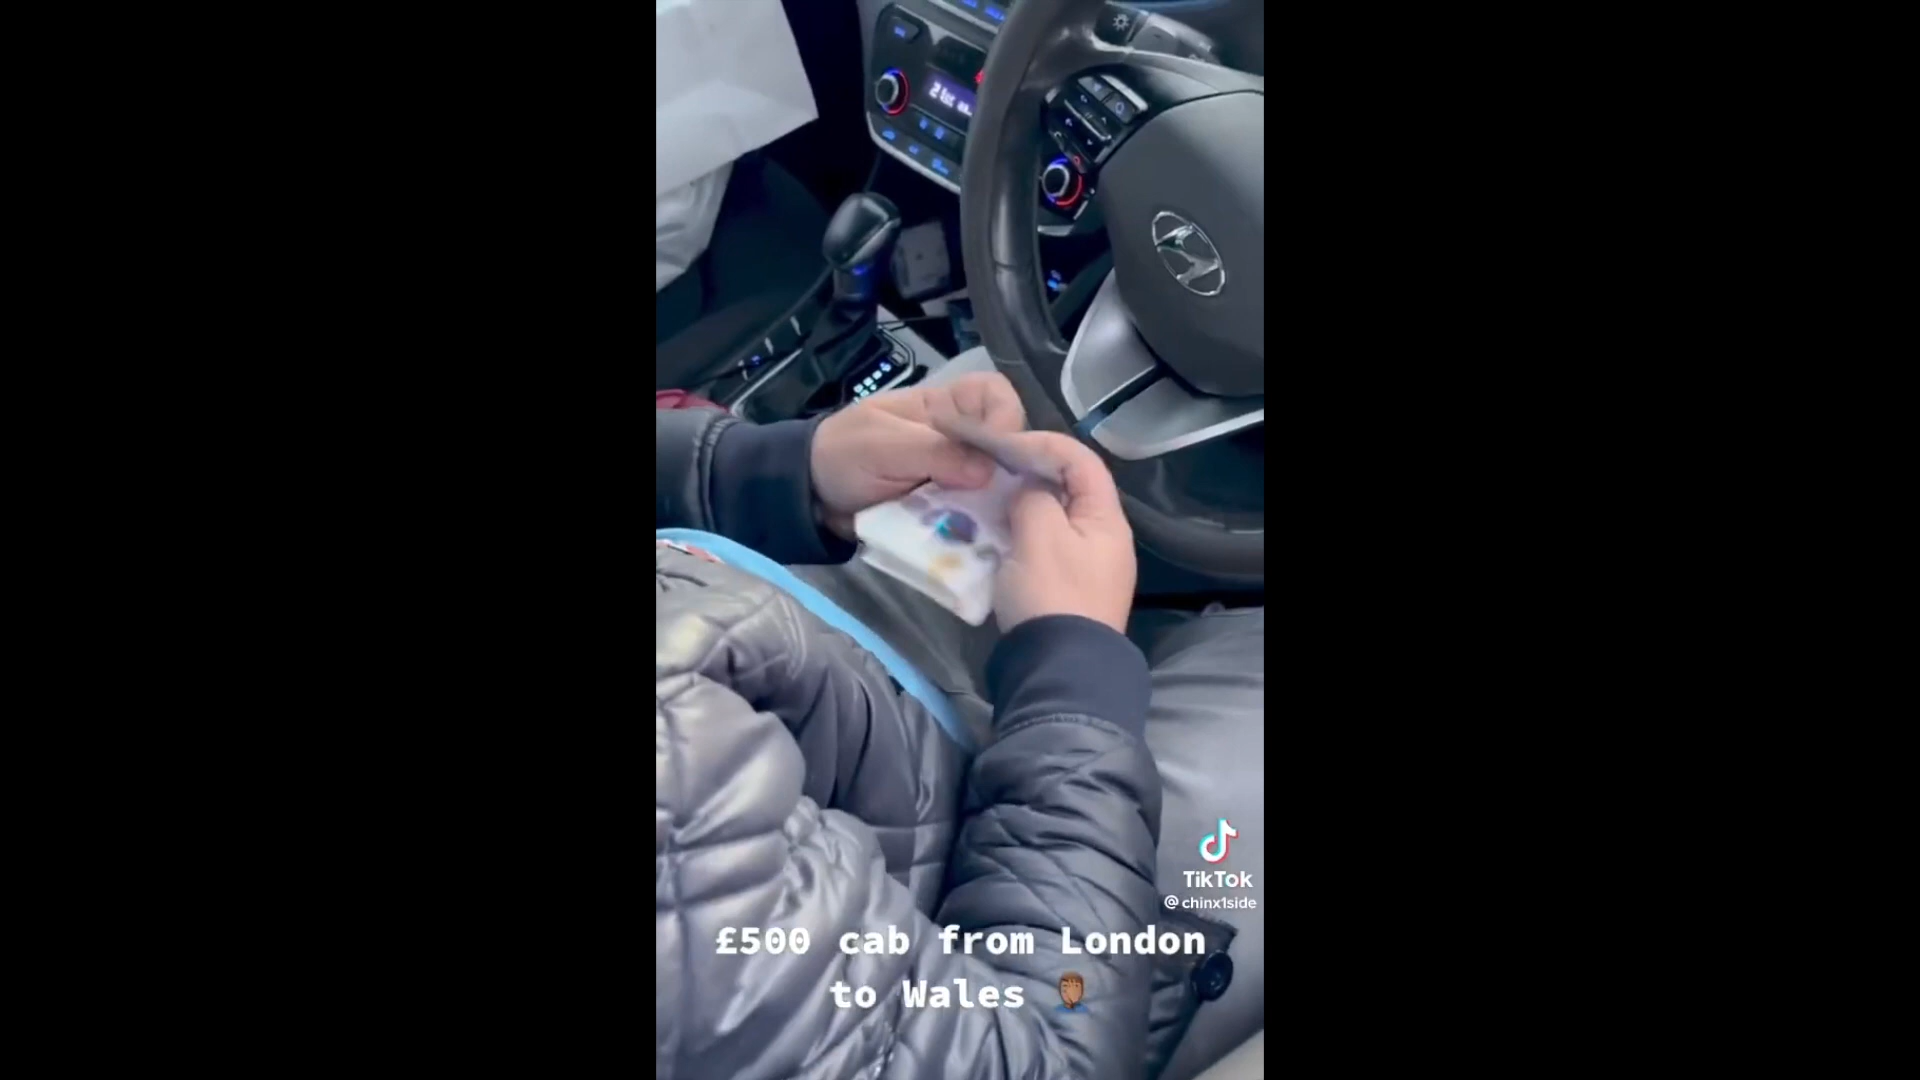 TikTok
@chinx1side
£500 cab from London
to Wales 🤦🏾‍♂️